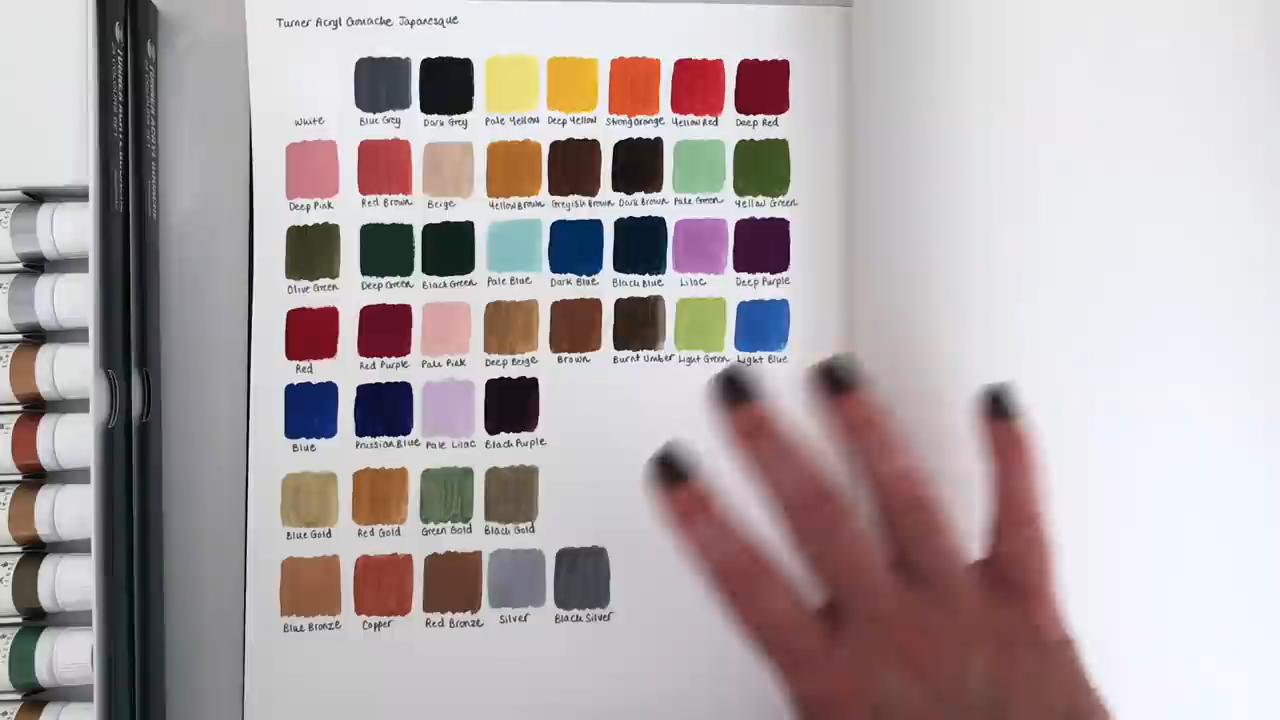 Turner Acryl Gouache Japanesque
White Blue Grey Dark Grey Pale Yellow Deep Yellow Strong Orange Yellow Red Deep Red
Deep Pink Red Brown Beige Yellow Brown Greyish Brown Dark Brown Pale Green Yellow Green
Olive Green Deep Green Black Green Pale Blue Dark Blue Black Blue Lilac Deep Purple
Red Red Purple Pale Pink Deep Beige Brown Burnt Umber Light Green Light Blue
Blue Prussian Blue Pale Lilac Black Purple
Blue Gold Red Gold Green Gold Black Gold
Blue Bronze Copper Red Bronze Silver Black Silver